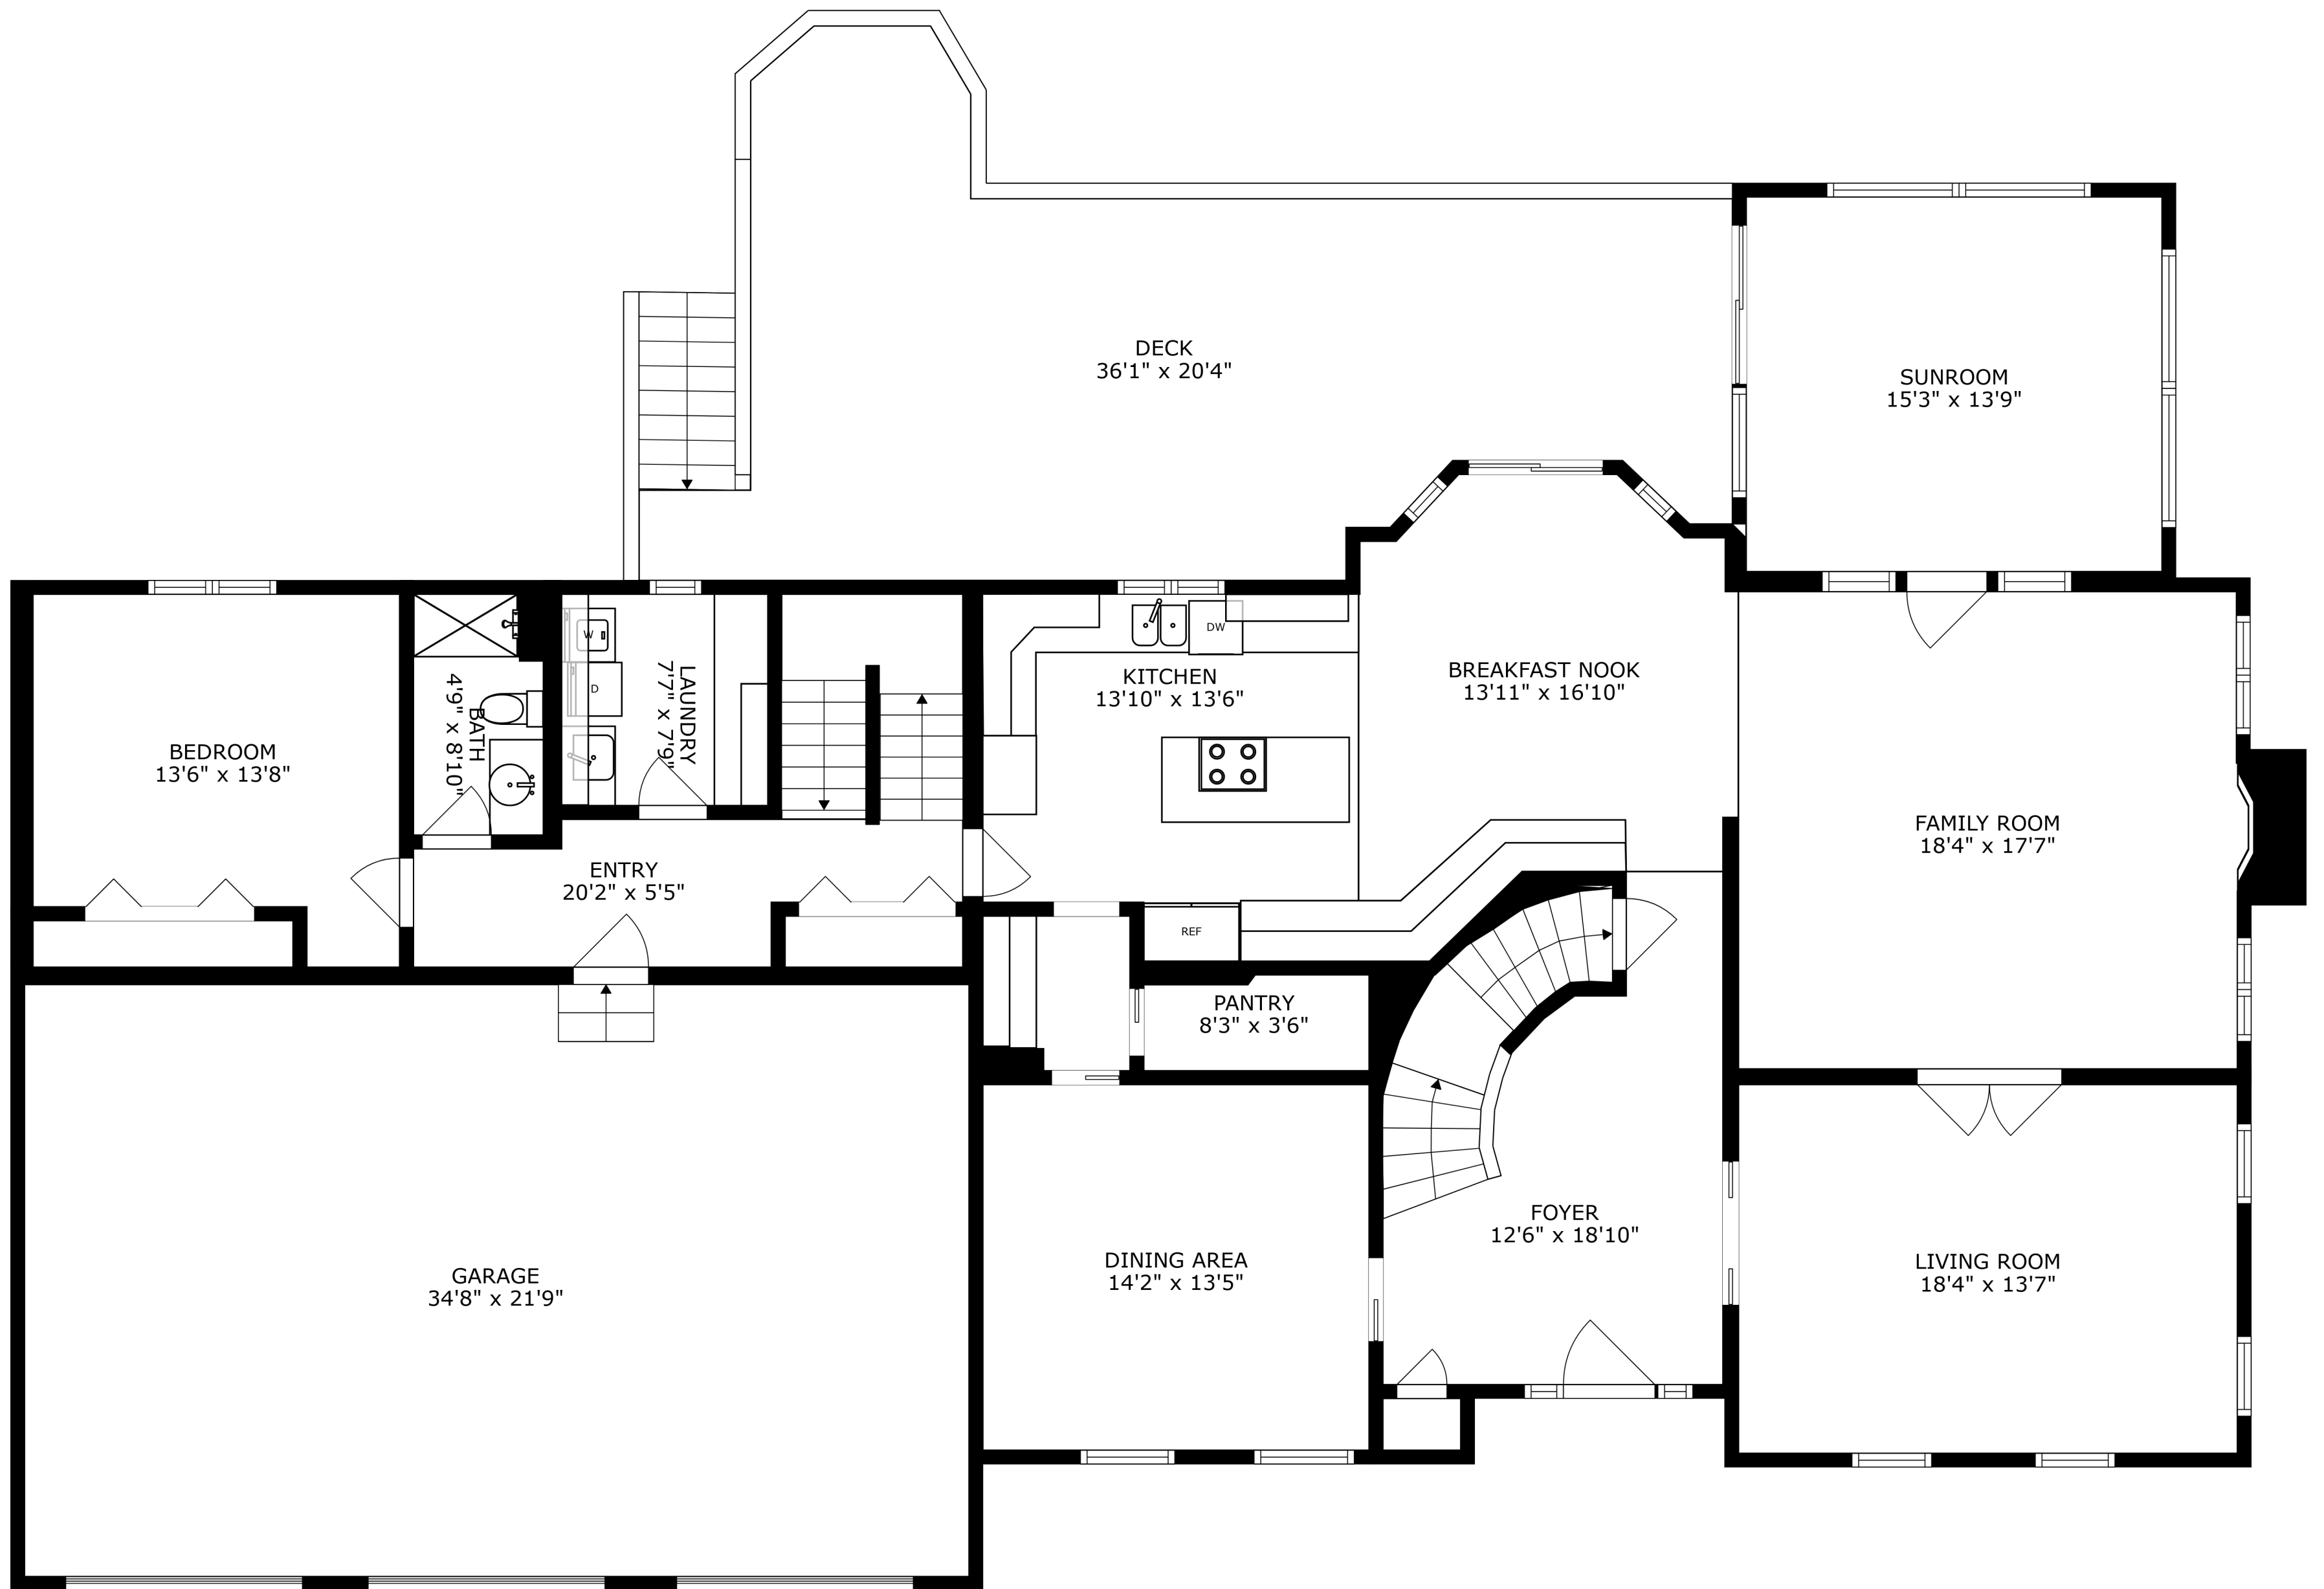 DECK
36'1" x 20'4"
SUNROOM
15'3" x 13'9"
BEDROOM
13'6" x 13'8"
BATH
4'9" x 8'10"
W
D
LAUNDRY
7'7" x 7'9"
KITCHEN
13'10" x 13'6"
DW
BREAKFAST NOOK
13'11" x 16'10"
FAMILY ROOM
18'4" x 17'7"
ENTRY
20'2" x 5'5"
REF
PANTRY
8'3" x 3'6"
GARAGE
34'8" x 21'9"
DINING AREA
14'2" x 13'5"
FOYER
12'6" x 18'10"
LIVING ROOM
18'4" x 13'7"